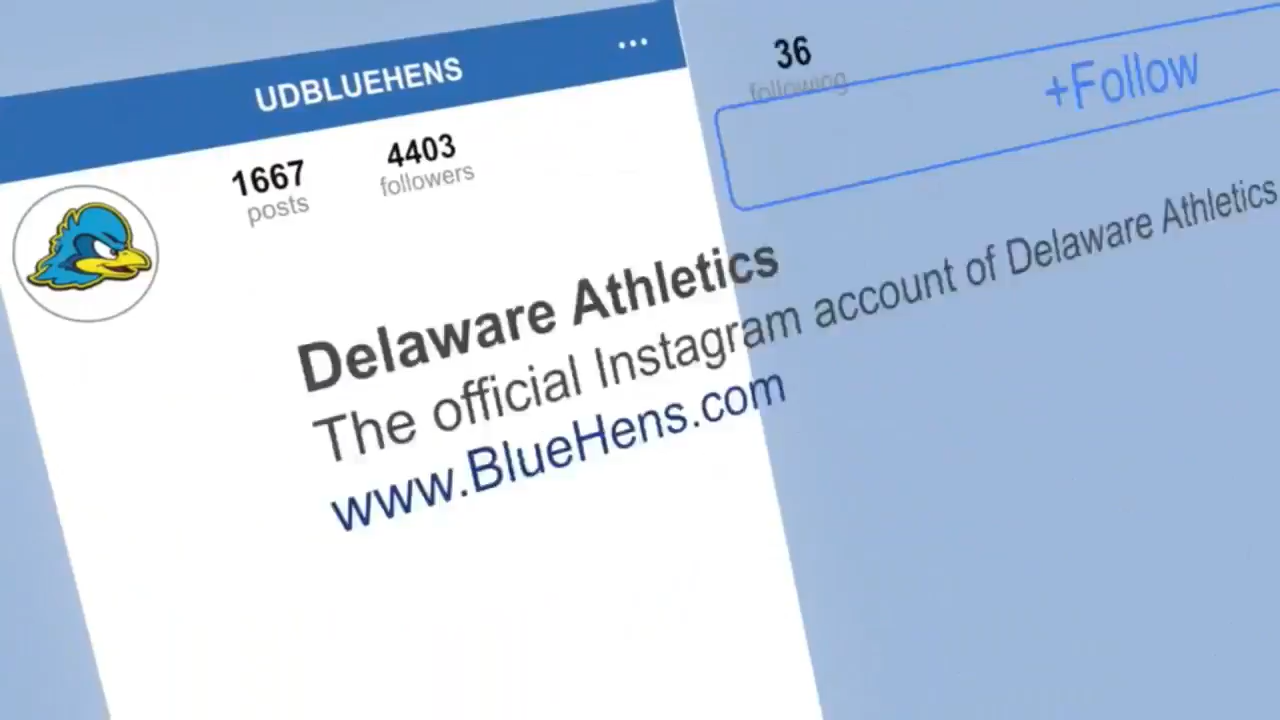 UDBLUEHENS
...
1667
posts
4403
followers
36
following
+Follow
Delaware Athletics
The official Instagram account of Delaware Athletics
www.BlueHens.com